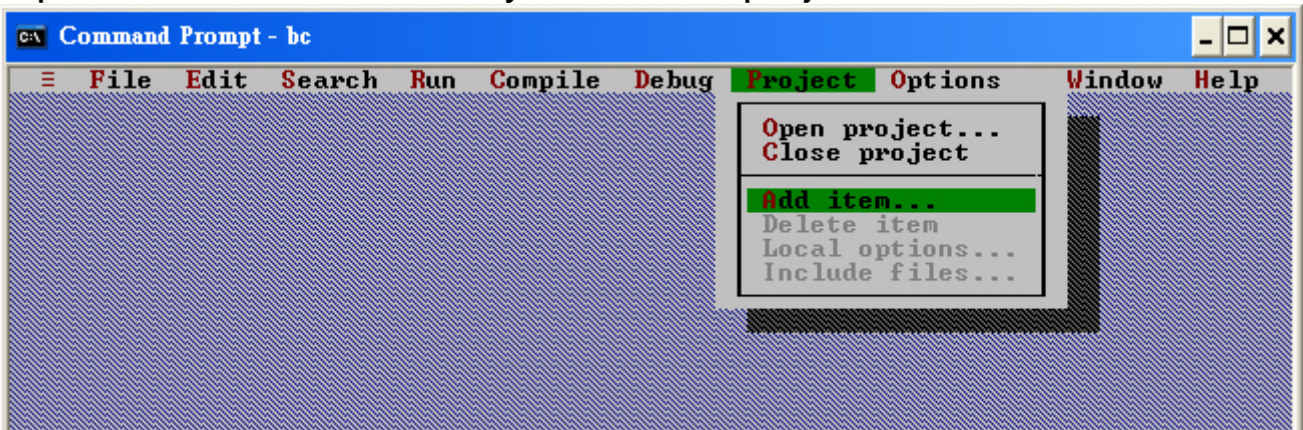 C:\ Command Prompt - bc
≡ File Edit Search Run Compile Debug Project Options Window Help
Open project...
Close project
Add item...
Delete item
Local options...
Include files...